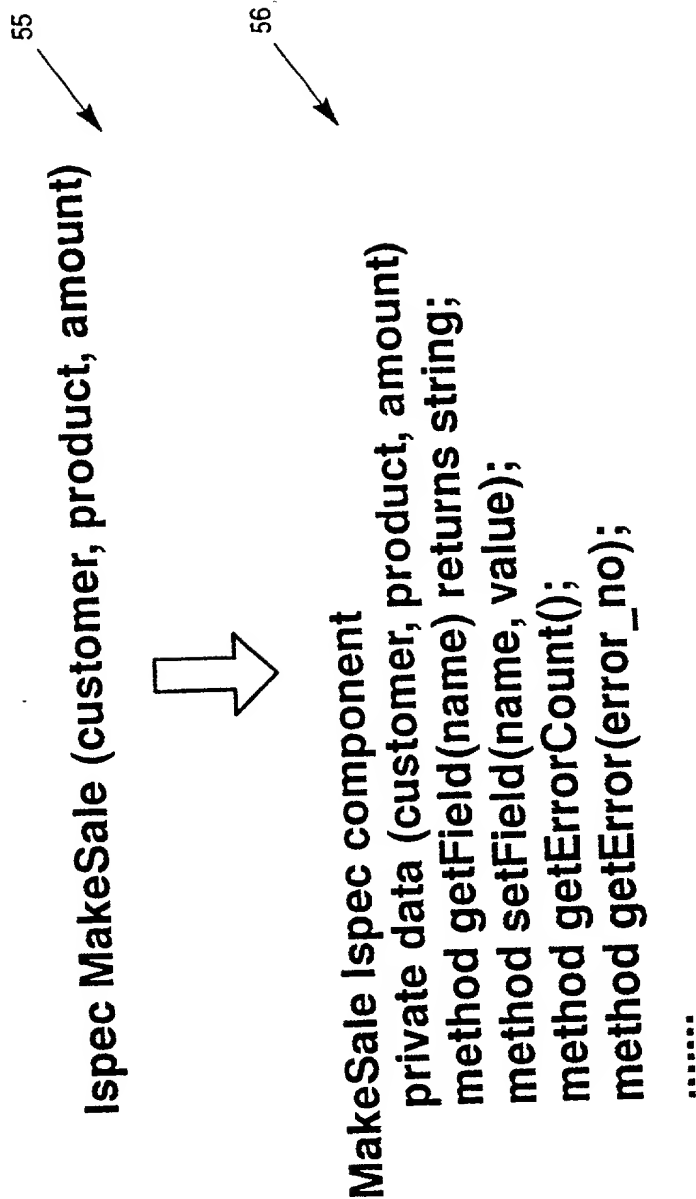 55
Ispec MakeSale (customer, product, amount)
56
MakeSale Ispec component
private data (customer, product, amount)
method getField(name) returns string;
method setField(name, value);
method getErrorCount();
method getError(error_no);
........